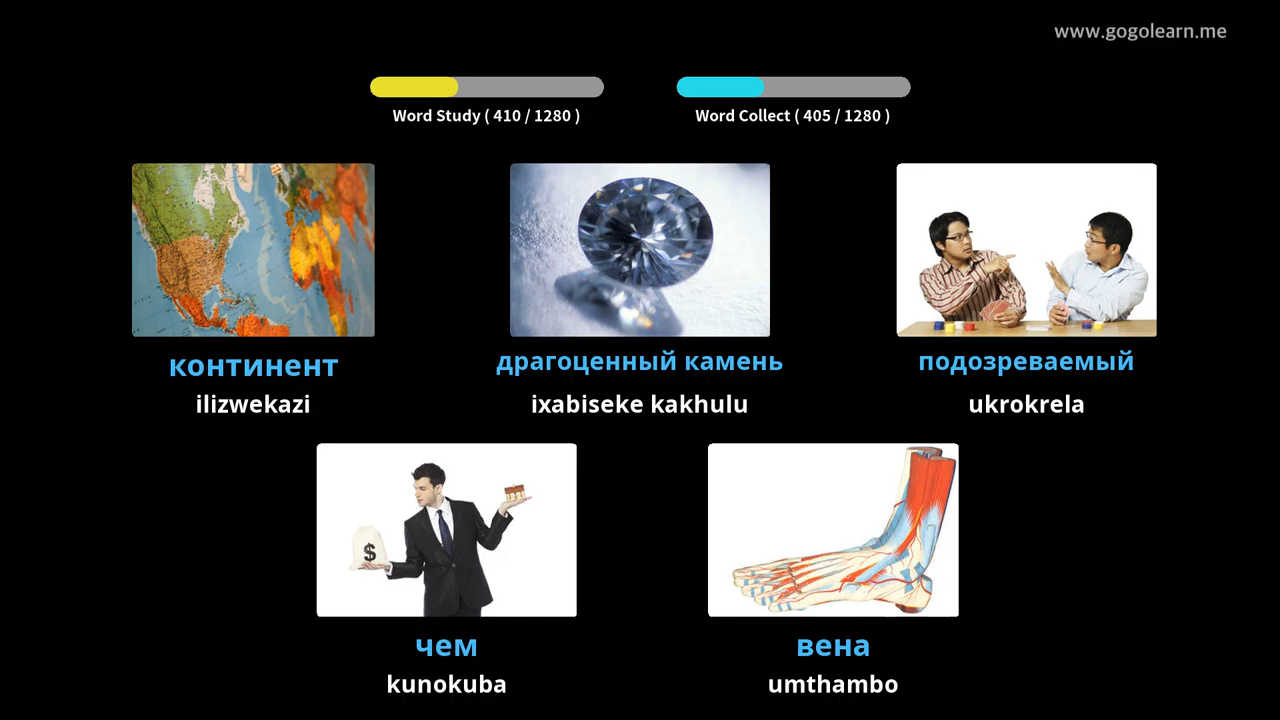 www.gogolearn.me
Word Study ( 410 / 1280 )
Word Collect ( 405 / 1280 )
континент
ilizwekazi
драгоценный камень
ixabiseke kakhulu
подозреваемый
ukrokrela
$
чем
kunokuba
вена
umthambo